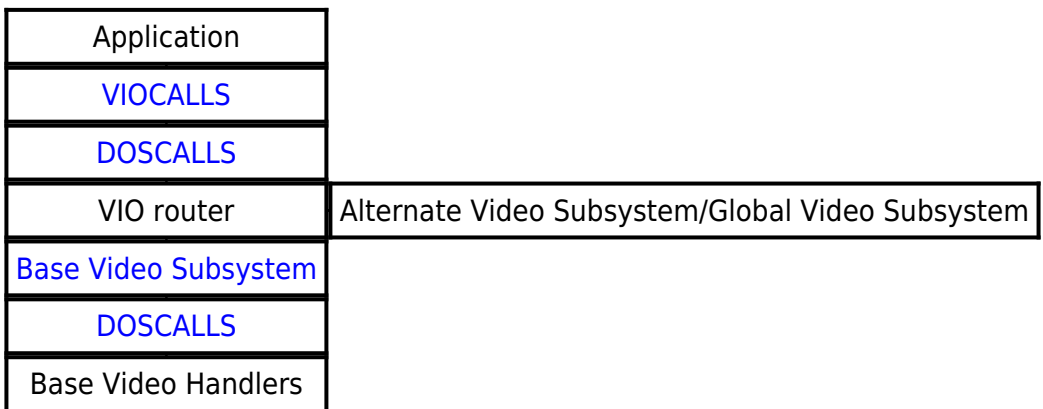 Application
VIOCALLS
DOSCALLS
VIO router
Alternate Video Subsystem/Global Video Subsystem
Base Video Subsystem
DOSCALLS
Base Video Handlers